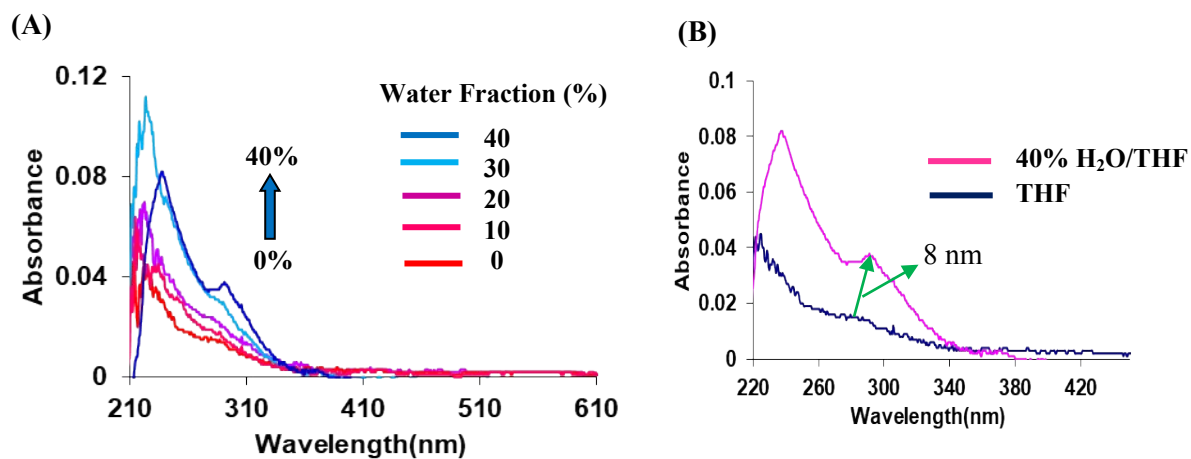 (A)
Absorbance
0.12
0.08
0.04
0
210
310
410
510
610
Wavelength(nm)
40%
0%
Water Fraction (%)
40
30
20
10
0
(B)
Absorbance
0.1
0.08
0.06
0.04
0.02
0
220
260
300
340
380
420
Wavelength(nm)
40% H₂O/THF
THF
8 nm